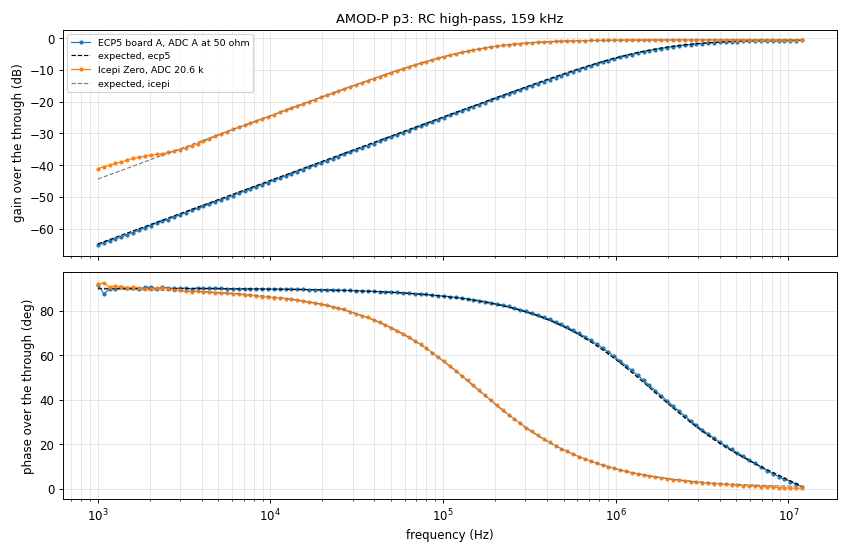 AMOD-P p3: RC high-pass, 159 kHz
gain over the through (dB)
0
−10
−20
−30
−40
−50
−60
ECP5 board A, ADC A at 50 ohm
expected, ecp5
Icepi Zero, ADC 20.6 k
expected, icepi
phase over the through (deg)
80
60
40
20
0
10³ 10⁴ 10⁵ 10⁶ 10⁷
frequency (Hz)